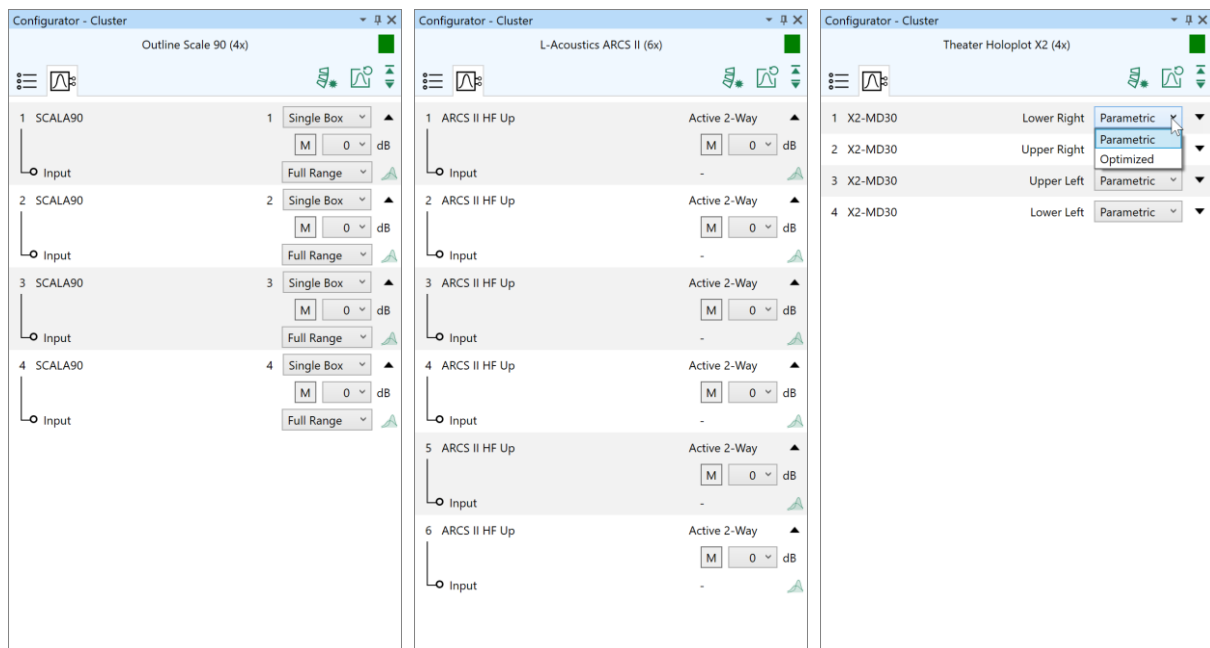 Configurator - Cluster
Outline Scale 90 (4x)
1 SCALA90 1 Single Box
M 0 dB
Input Full Range
2 SCALA90 2 Single Box
M 0 dB
Input Full Range
3 SCALA90 3 Single Box
M 0 dB
Input Full Range
4 SCALA90 4 Single Box
M 0 dB
Input Full Range
Configurator - Cluster
L-Acoustics ARCS II (6x)
1 ARCS II HF Up Active 2-Way
M 0 dB
Input -
2 ARCS II HF Up Active 2-Way
M 0 dB
Input -
3 ARCS II HF Up Active 2-Way
M 0 dB
Input -
4 ARCS II HF Up Active 2-Way
M 0 dB
Input -
5 ARCS II HF Up Active 2-Way
M 0 dB
Input -
6 ARCS II HF Up Active 2-Way
M 0 dB
Input -
Configurator - Cluster
Theater Holoplot X2 (4x)
1 X2-MD30 Lower Right Parametric
Parametric
2 X2-MD30 Upper Right
Optimized
3 X2-MD30 Upper Left Parametric
4 X2-MD30 Lower Left Parametric